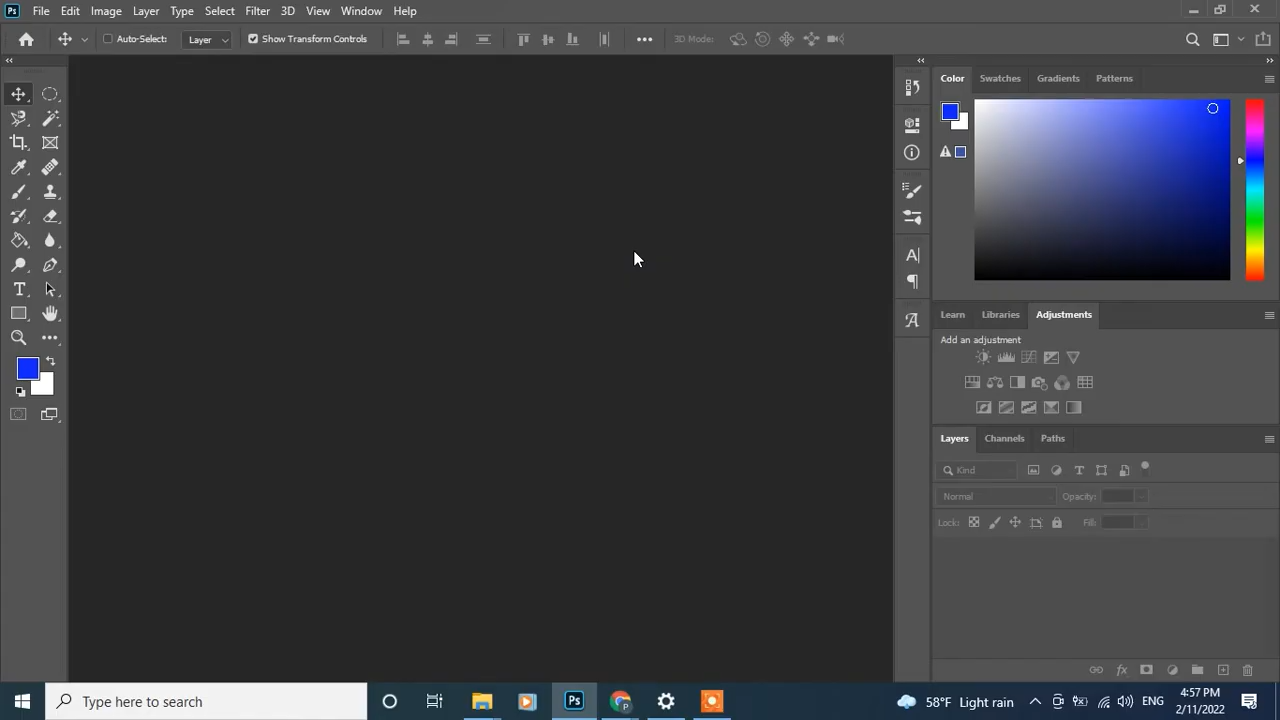 Ps File Edit Image Layer Type Select Filter 3D View Window Help
Auto-Select: Layer Show Transform Controls 3D Mode:
Color Swatches Gradients Patterns
Learn Libraries Adjustments
Add an adjustment
Layers Channels Paths
Kind
Normal Opacity:
Lock: Fill:
Type here to search Ps 58°F Light rain ENG 4:57 PM
2/11/2022